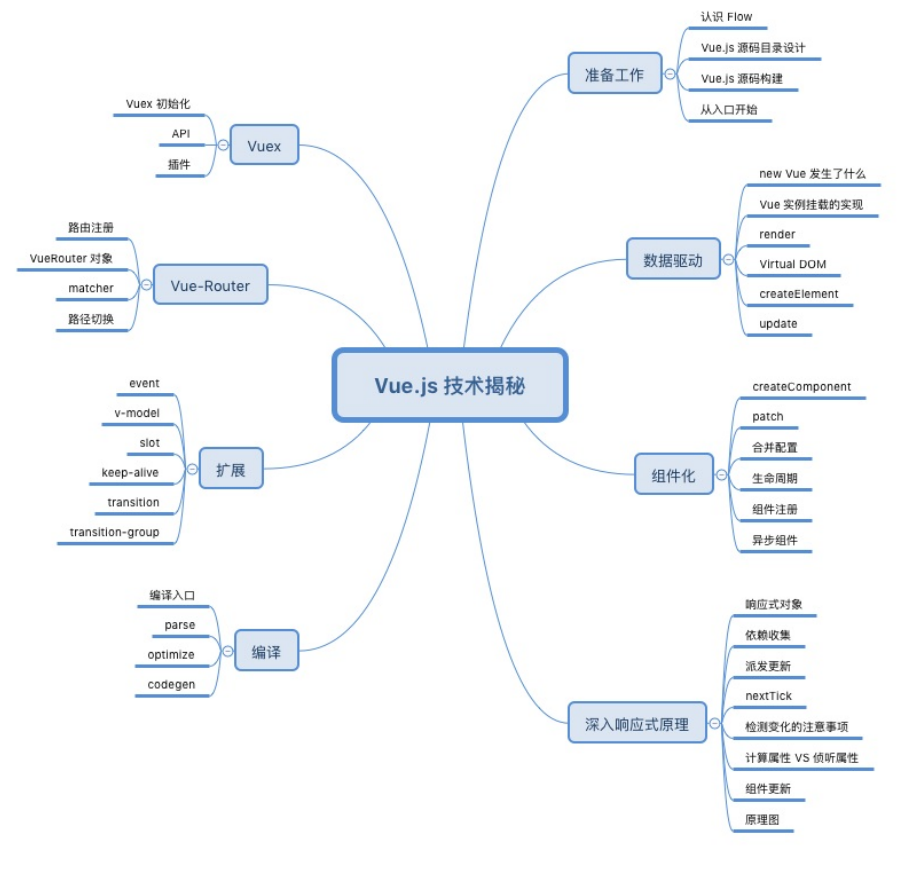 Vue.js 技术揭秘
准备工作
认识 Flow
Vue.js 源码目录设计
Vue.js 源码构建
从入口开始
数据驱动
new Vue 发生了什么
Vue 实例挂载的实现
render
Virtual DOM
createElement
update
组件化
createComponent
patch
合并配置
生命周期
组件注册
异步组件
深入响应式原理
响应式对象
依赖收集
派发更新
nextTick
检测变化的注意事项
计算属性 VS 侦听属性
组件更新
原理图
Vuex
Vuex 初始化
API
插件
Vue-Router
路由注册
VueRouter 对象
matcher
路径切换
扩展
event
v-model
slot
keep-alive
transition
transition-group
编译
编译入口
parse
optimize
codegen